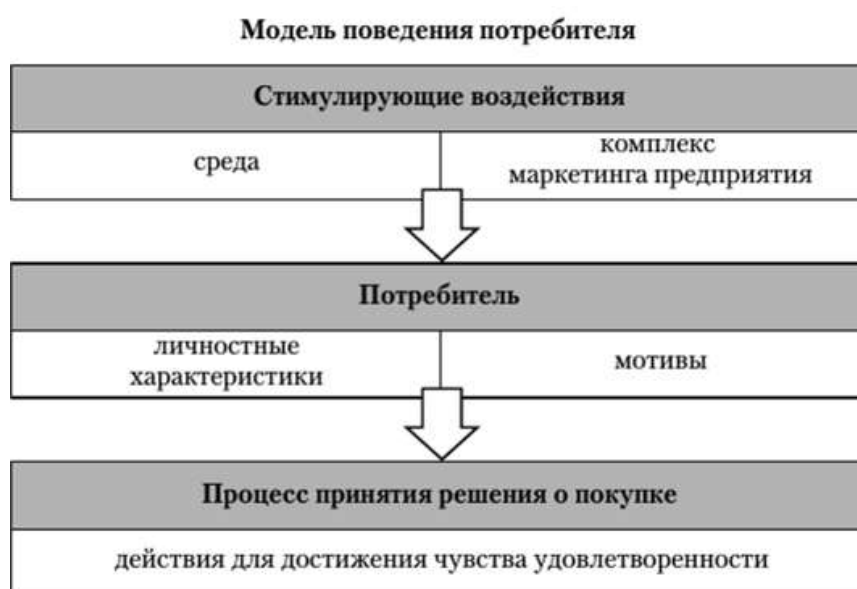 Модель поведения потребителя
Стимулирующие воздействия
среда
комплекс
маркетинга предприятия
Потребитель
личностные
характеристики
мотивы
Процесс принятия решения о покупке
действия для достижения чувства удовлетворенности